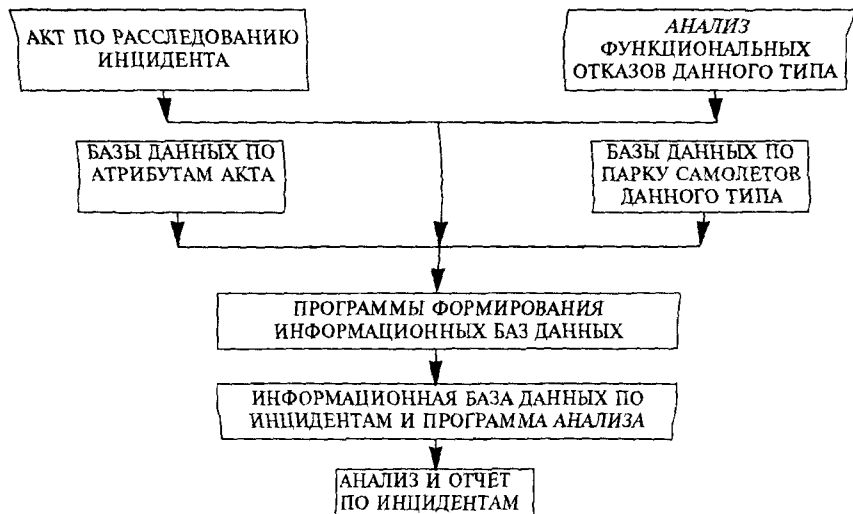 АКТ ПО РАССЛЕДОВАНИЮ
ИНЦИДЕНТА
АНАЛИЗ
ФУНКЦИОНАЛЬНЫХ
ОТКАЗОВ ДАННОГО ТИПА
БАЗЫ ДАННЫХ ПО
АТРИБУТАМ АКТА
БАЗЫ ДАННЫХ ПО
ПАРКУ САМОЛЕТОВ
ДАННОГО ТИПА
ПРОГРАММЫ ФОРМИРОВАНИЯ
ИНФОРМАЦИОННЫХ БАЗ ДАННЫХ
ИНФОРМАЦИОННАЯ БАЗА ДАННЫХ ПО
ИНЦИДЕНТАМ И ПРОГРАММА АНАЛИЗА
АНАЛИЗ И ОТЧЕТ
ПО ИНЦИДЕНТАМ